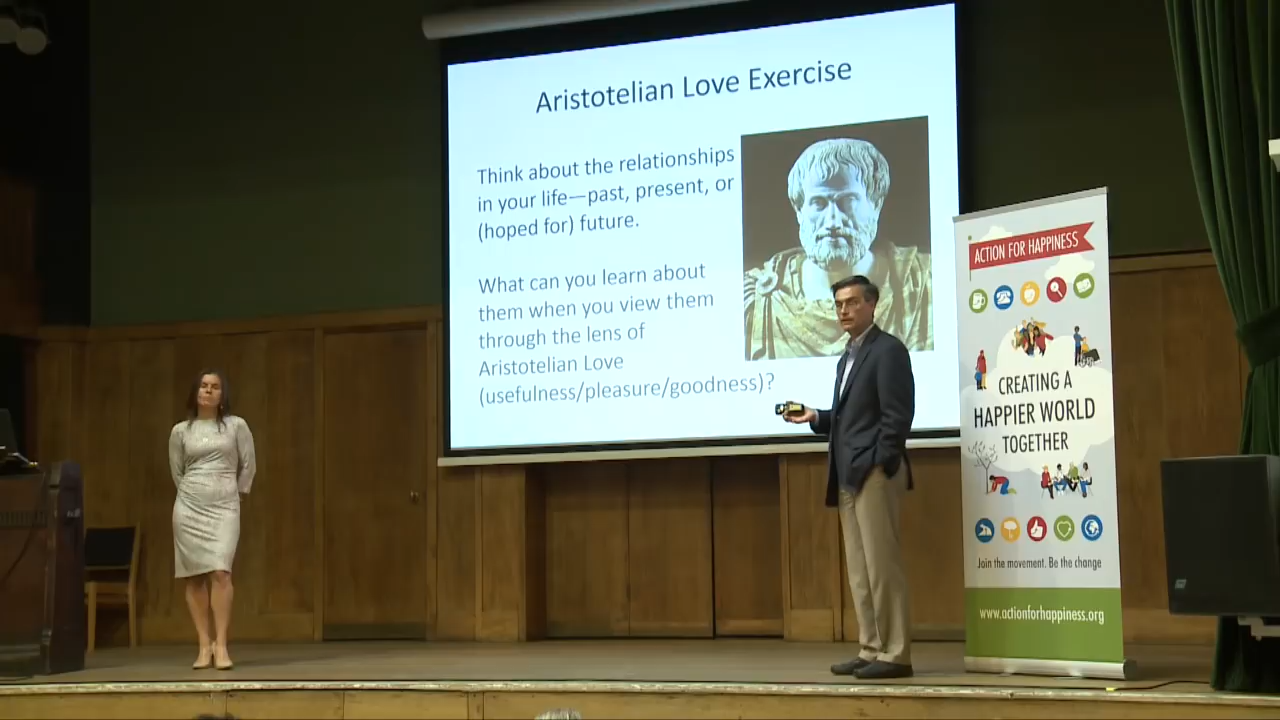 Aristotelian Love Exercise
Think about the relationships
in your life—past, present, or
(hoped for) future.
What can you learn about
them when you view them
through the lens of
Aristotelian Love
(usefulness/pleasure/goodness)?
ACTION FOR HAPPINESS
CREATING A
HAPPIER WORLD
TOGETHER
Join the movement. Be the change
www.actionforhappiness.org